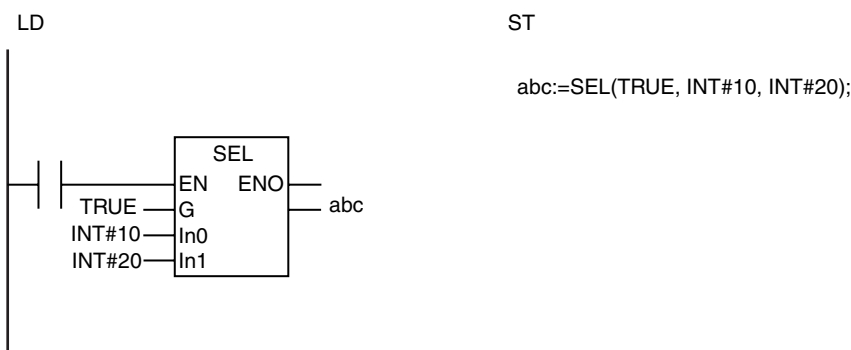 LD
ST
abc:=SEL(TRUE, INT#10, INT#20);
SEL
EN ENO
TRUE G abc
INT#10 In0
INT#20 In1